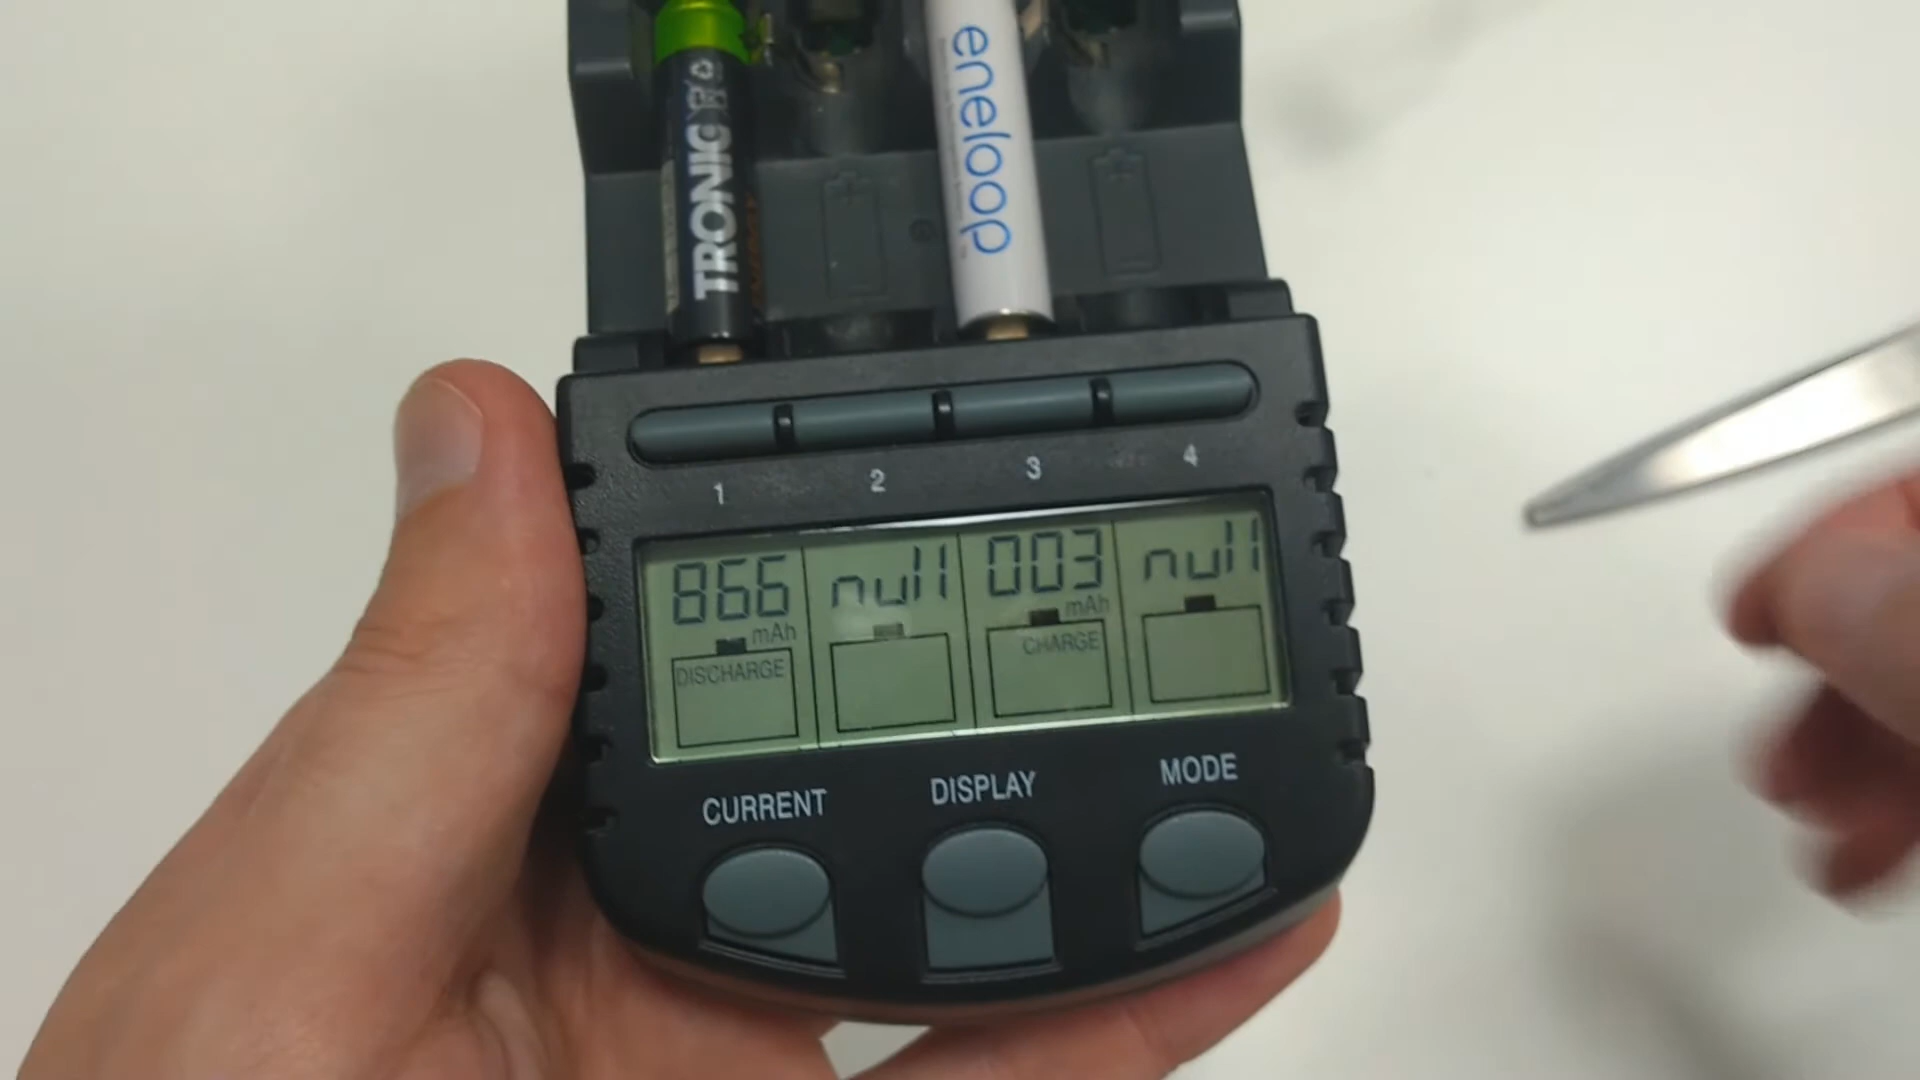 TRONIC
eneloop
1 2 3 4
866 null 003 null
mAh mAh
DISCHARGE CHARGE
CURRENT DISPLAY MODE